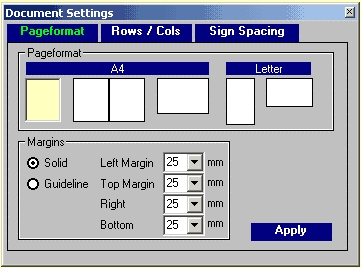 Document Settings
Pageformat Rows / Cols Sign Spacing
Pageformat
A4 Letter
Margins
Solid Left Margin 25 mm
Guideline Top Margin 25 mm
Right 25 mm
Bottom 25 mm
Apply